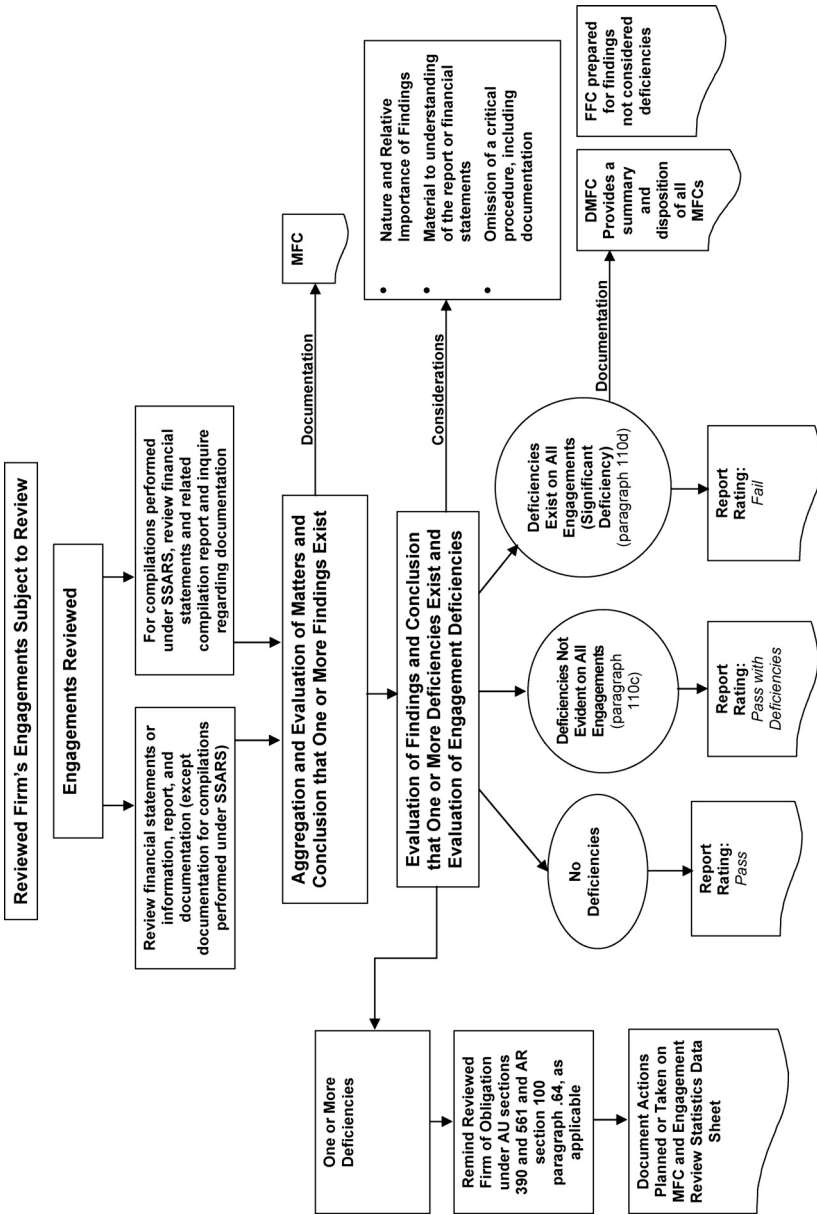 Reviewed Firm's Engagements Subject to Review
Engagements Reviewed
Review financial statements or
information, report, and
documentation (except
documentation for compilations
performed under SSARS)
For compilations performed
under SSARS, review financial
statements and related
compilation report and inquire
regarding documentation
Aggregation and Evaluation of Matters and
Conclusion that One or More Findings Exist
Documentation
MFC
Evaluation of Findings and Conclusion
that One or More Deficiencies Exist and
Evaluation of Engagement Deficiencies
Considerations
• Nature and Relative
Importance of Findings
• Material to understanding
of the report or financial
statements
• Omission of a critical
procedure, including
documentation
One or More
Deficiencies
Remind Reviewed
Firm of Obligation
under AU sections
390 and 561 and AR
section 100
paragraph .64, as
applicable
Document Actions
Planned or Taken on
MFC and Engagement
Review Statistics Data
Sheet
No
Deficiencies
Report
Rating:
Pass
Deficiencies Not
Evident on All
Engagements
(paragraph
110c)
Report
Rating:
Pass with
Deficiencies
Deficiencies
Exist on All
Engagements
(Significant
Deficiency)
(paragraph 110d)
Report
Rating:
Fail
Documentation
DMFC
Provides a
summary
and
disposition
of all
MFCs
FFC prepared
for findings
not considered
deficiencies